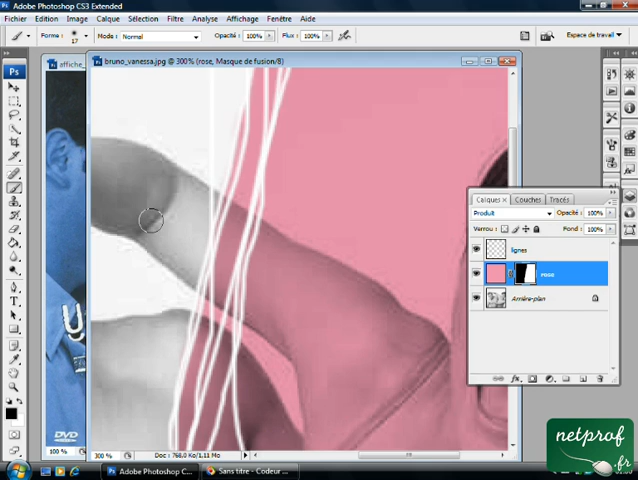 Adobe Photoshop CS3 Extended
Fichier Edition Image Calque Sélection Filtre Analyse Affichage Fenêtre Aide
Forme : 17 Mode : Normal Opacité : 100% Flux : 100% Espace de travail
affiche_
bruno_vanessa.jpg @ 300% (rose, Masque de fusion/8)
Calques Couches Tracés
Produit Opacité : 100%
Verrou : Fond : 100%
lignes
rose
Arrière-plan
DVD
100 %
300 % Doc : 768,0 Ko/1,11 Mo
netprof
.fr
Adobe Photoshop C... Sans titre - Codeur ...